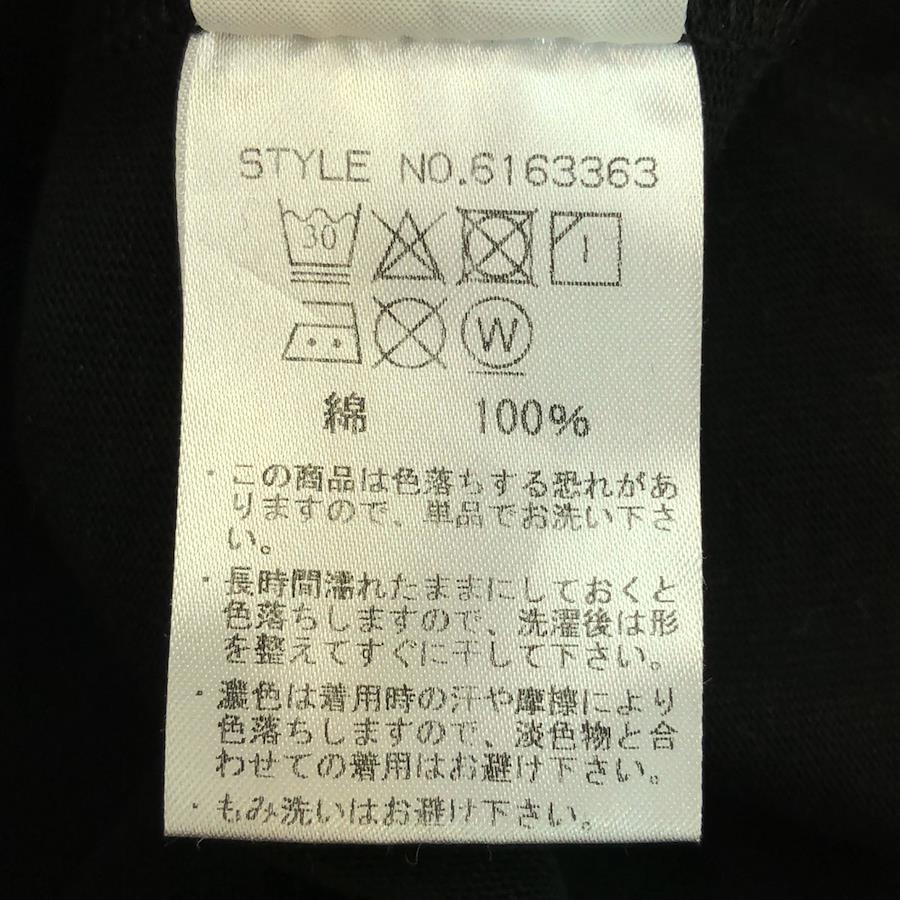 STYLE NO.6163363
30
W
綿 100%
・この商品は色落ちする恐れがあ
りますので、単品でお洗い下さ
い。
・長時間濡れたままにしておくと
色落ちしますので、洗濯後は形
を整えてすぐに干して下さい。
・濃色は着用時の汗や摩擦により
色落ちしますので、淡色物と合
わせての着用はお避け下さい。
・もみ洗いはお避け下さい。